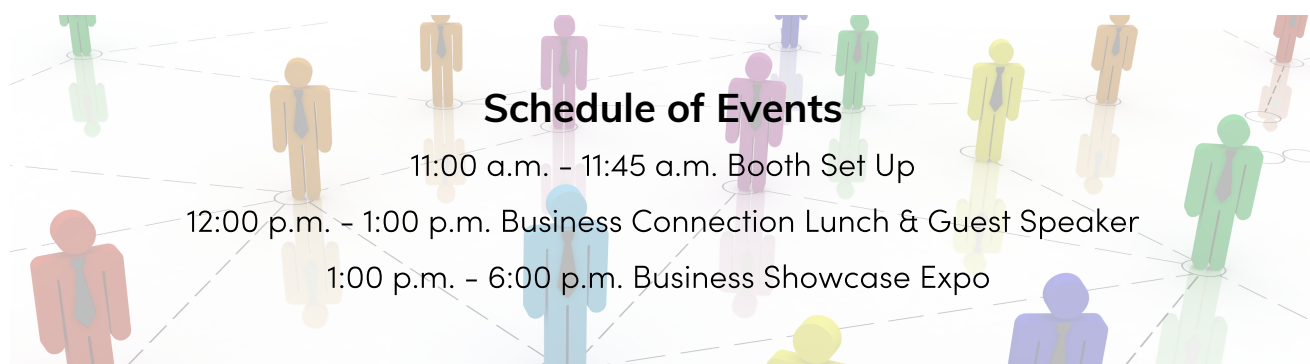 Schedule of Events
11:00 a.m. - 11:45 a.m. Booth Set Up
12:00 p.m. - 1:00 p.m. Business Connection Lunch & Guest Speaker
1:00 p.m. - 6:00 p.m. Business Showcase Expo